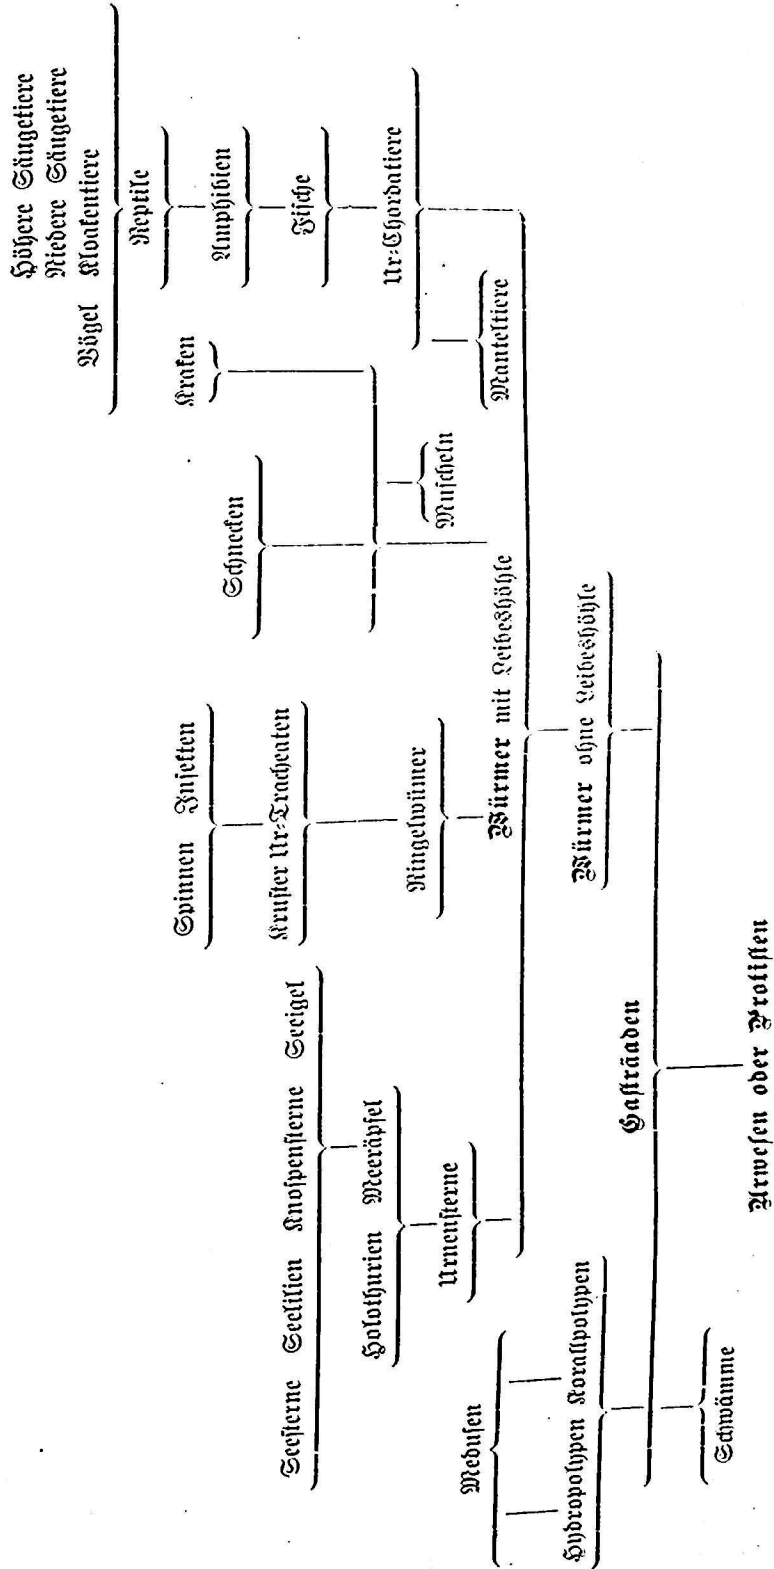 Höhere Säugetiere
Niedere Säugetiere
Vögel Kloakentiere
Reptile
Amphibien
Fische
Ur-Chordatiere
Manteltiere
Kraken
Schnecken
Muscheln
Spinnen Insekten
Kruster Ur-Tracheaten
Ringelwümer
Würmer mit Leibeshöhle
Würmer ohne Leibeshöhle
Seesterne Seelilien Knospensterne Seeigel
Holothurien Meeräpfel
Urnensterne
Medusen
Hydropolypen Korallpolypen
Schwämme
Gasträaden
Urwesen oder Protisten